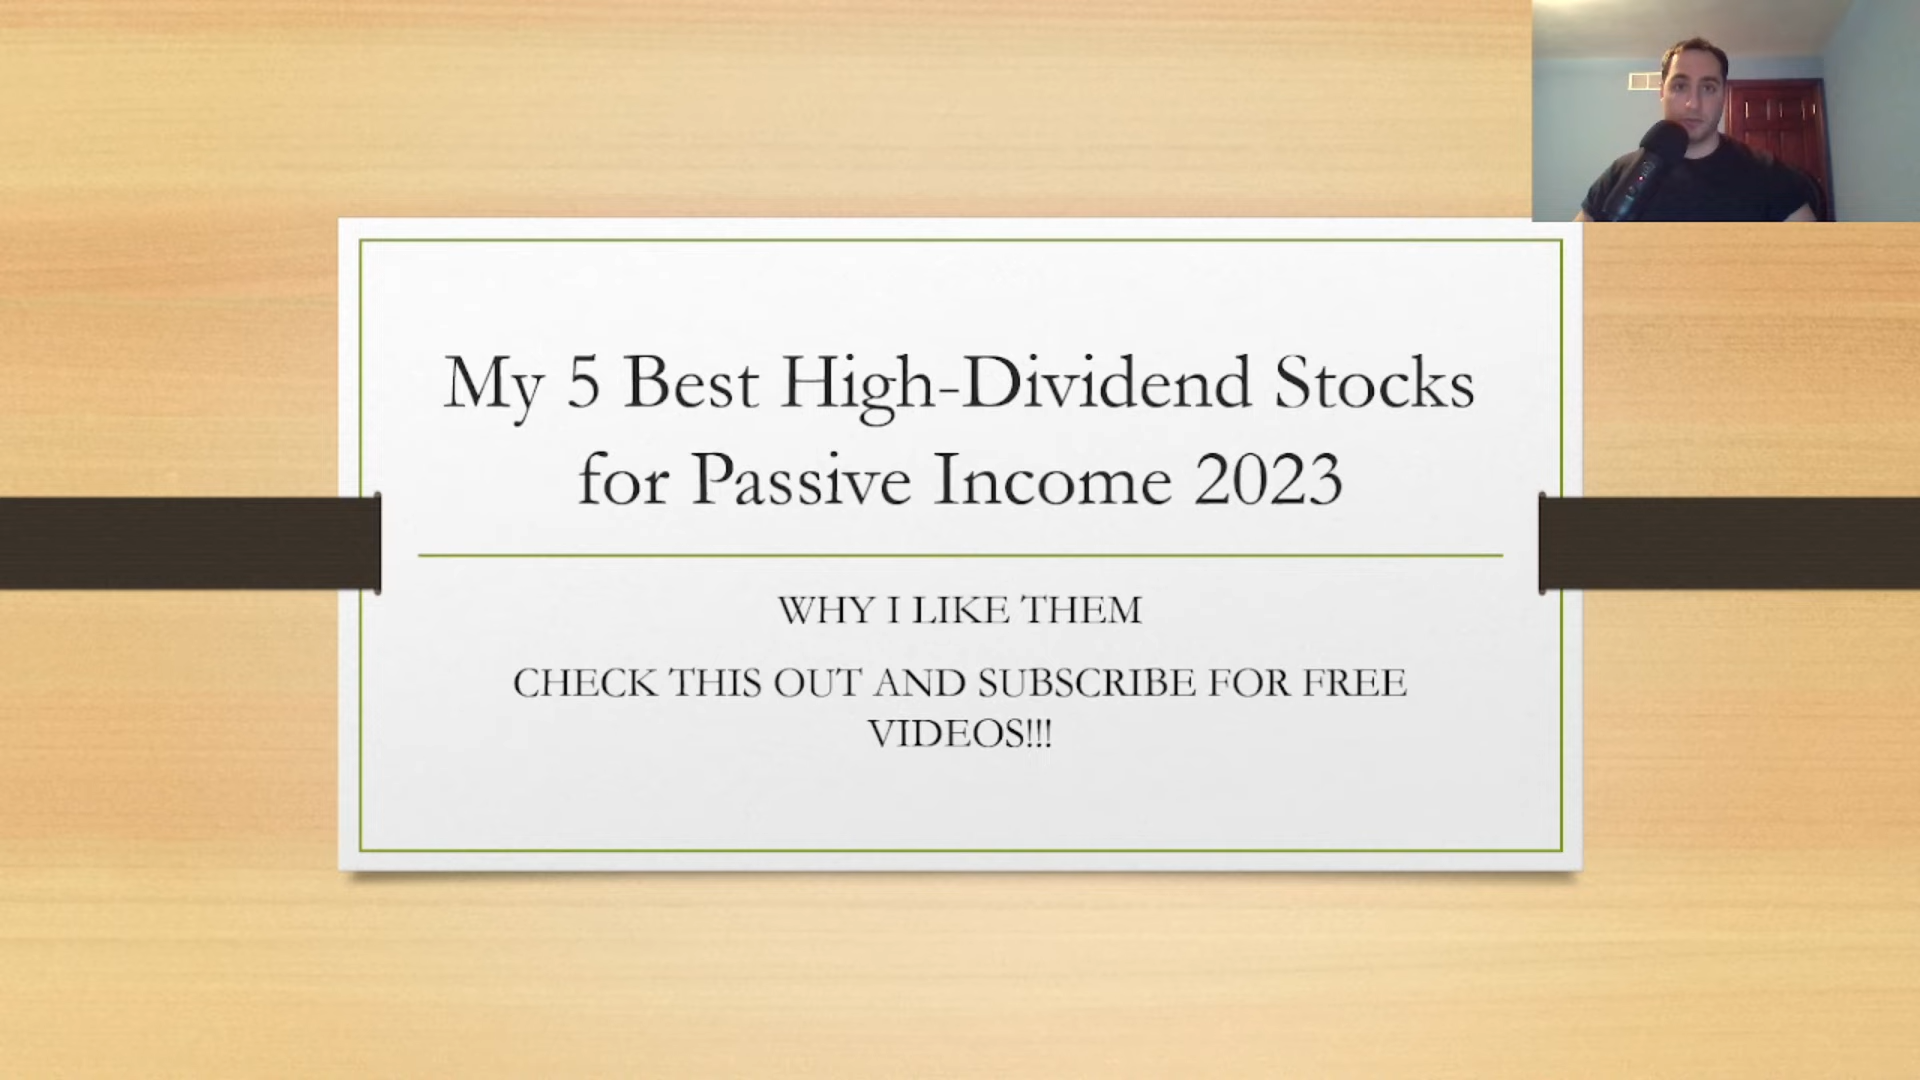 My 5 Best High-Dividend Stocks
for Passive Income 2023
WHY I LIKE THEM
CHECK THIS OUT AND SUBSCRIBE FOR FREE
VIDEOS!!!